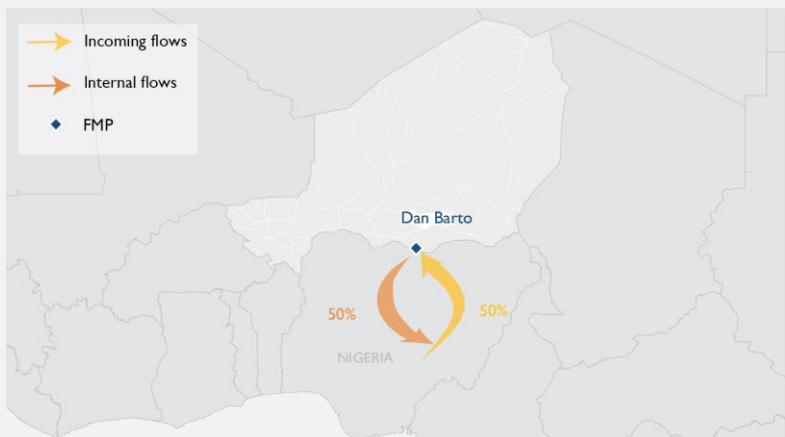 Incoming flows
Internal flows
FMP
Dan Barto
50%
50%
NIGERIA